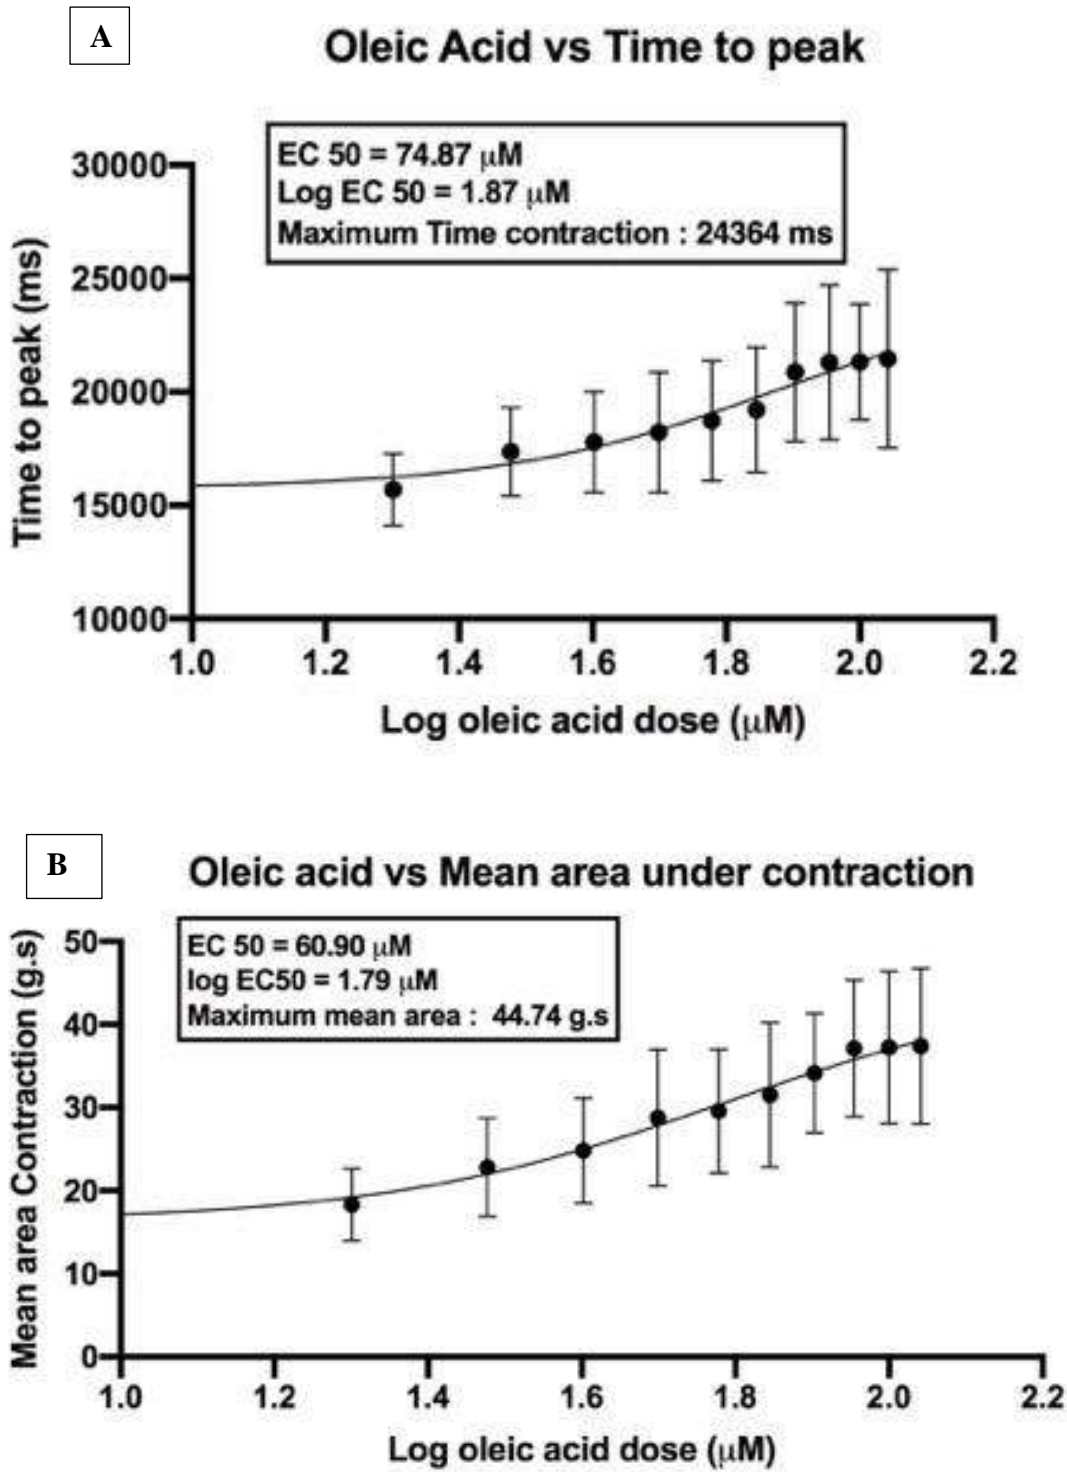 A
Oleic Acid vs Time to peak
EC 50 = 74.87 μM
Log EC 50 = 1.87 μM
Maximum Time contraction : 24364 ms
Time to peak (ms)
30000
25000
20000
15000
10000
1.0 1.2 1.4 1.6 1.8 2.0 2.2
Log oleic acid dose (μM)
B
Oleic acid vs Mean area under contraction
EC 50 = 60.90 μM
log EC50 = 1.79 μM
Maximum mean area : 44.74 g.s
Mean area Contraction (g.s)
50
40
30
20
10
0
1.0 1.2 1.4 1.6 1.8 2.0 2.2
Log oleic acid dose (μM)